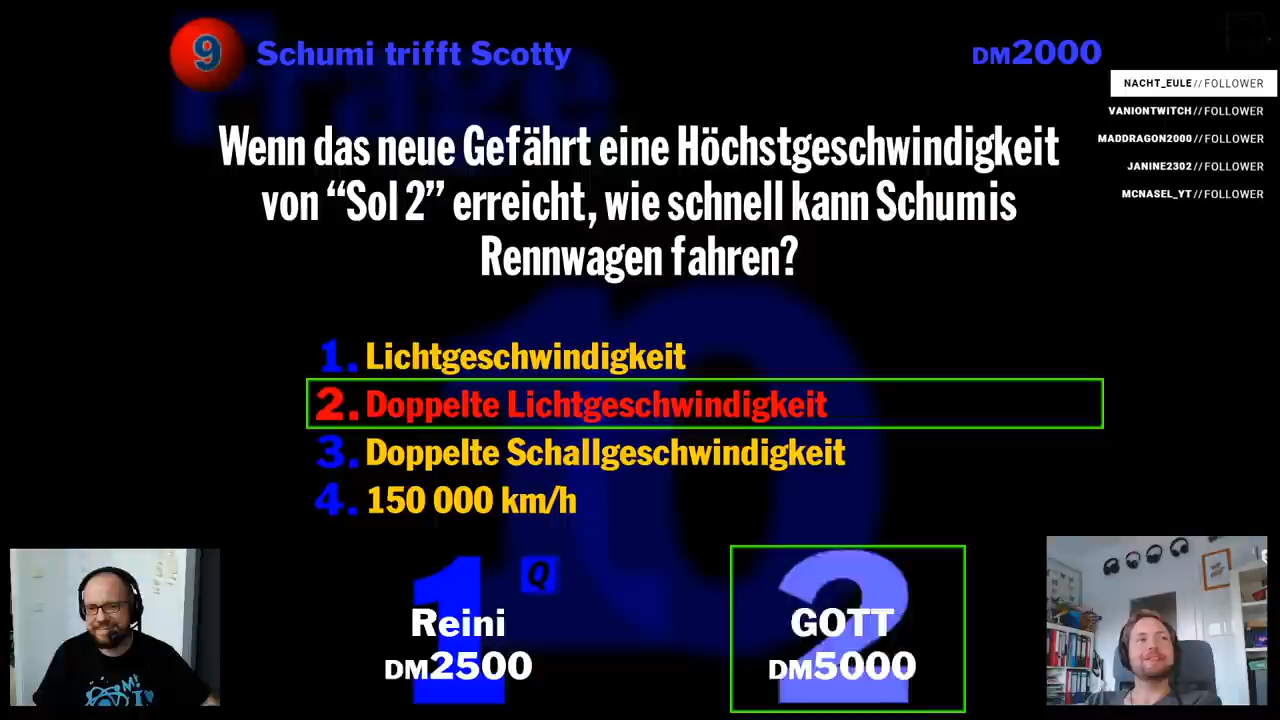 9 Schumi trifft Scotty
DM2000
NACHT_EULE//FOLLOWER
VANIONTWITCH//FOLLOWER
MADDRAGON2000//FOLLOWER
JANINE2302//FOLLOWER
MCNASEL_YT//FOLLOWER
Wenn das neue Gefährt eine Höchstgeschwindigkeit
von “Sol 2” erreicht, wie schnell kann Schumis
Rennwagen fahren?
1. Lichtgeschwindigkeit
2. Doppelte Lichtgeschwindigkeit
3. Doppelte Schallgeschwindigkeit
4. 150 000 km/h
10
1
Q
Reini
DM2500
2
GOTT
DM5000